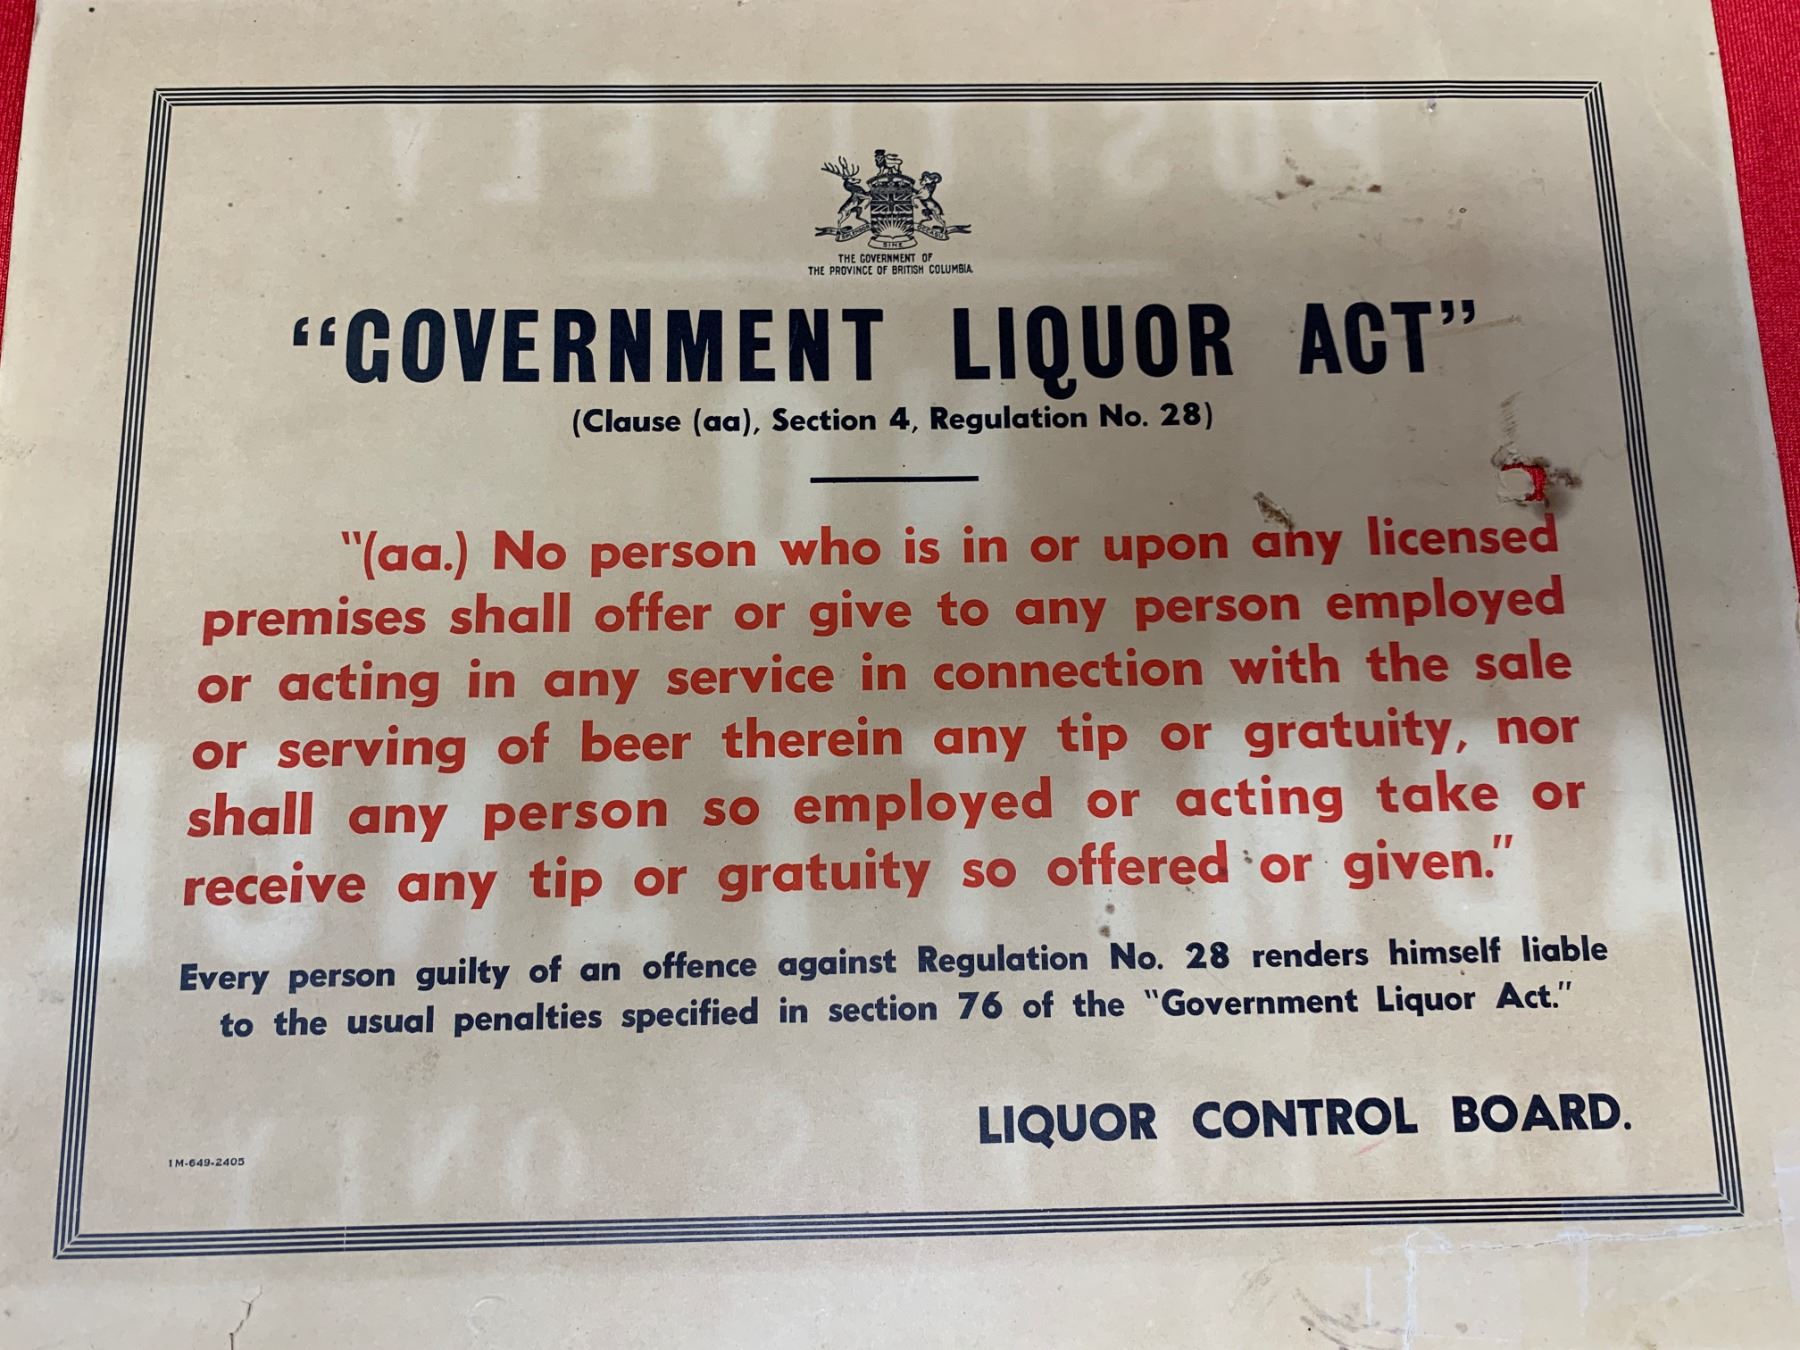 SPLENDOR SINE OCCASU
THE GOVERNMENT OF
THE PROVINCE OF BRITISH COLUMBIA
“GOVERNMENT LIQUOR ACT”
(Clause (aa), Section 4, Regulation No. 28)
"(aa.) No person who is in or upon any licensed
premises shall offer or give to any person employed
or acting in any service in connection with the sale
or serving of beer therein any tip or gratuity, nor
shall any person so employed or acting take or
receive any tip or gratuity so offered or given."
Every person guilty of an offence against Regulation No. 28 renders himself liable
to the usual penalties specified in section 76 of the "Government Liquor Act."
LIQUOR CONTROL BOARD.
1M-649-2405